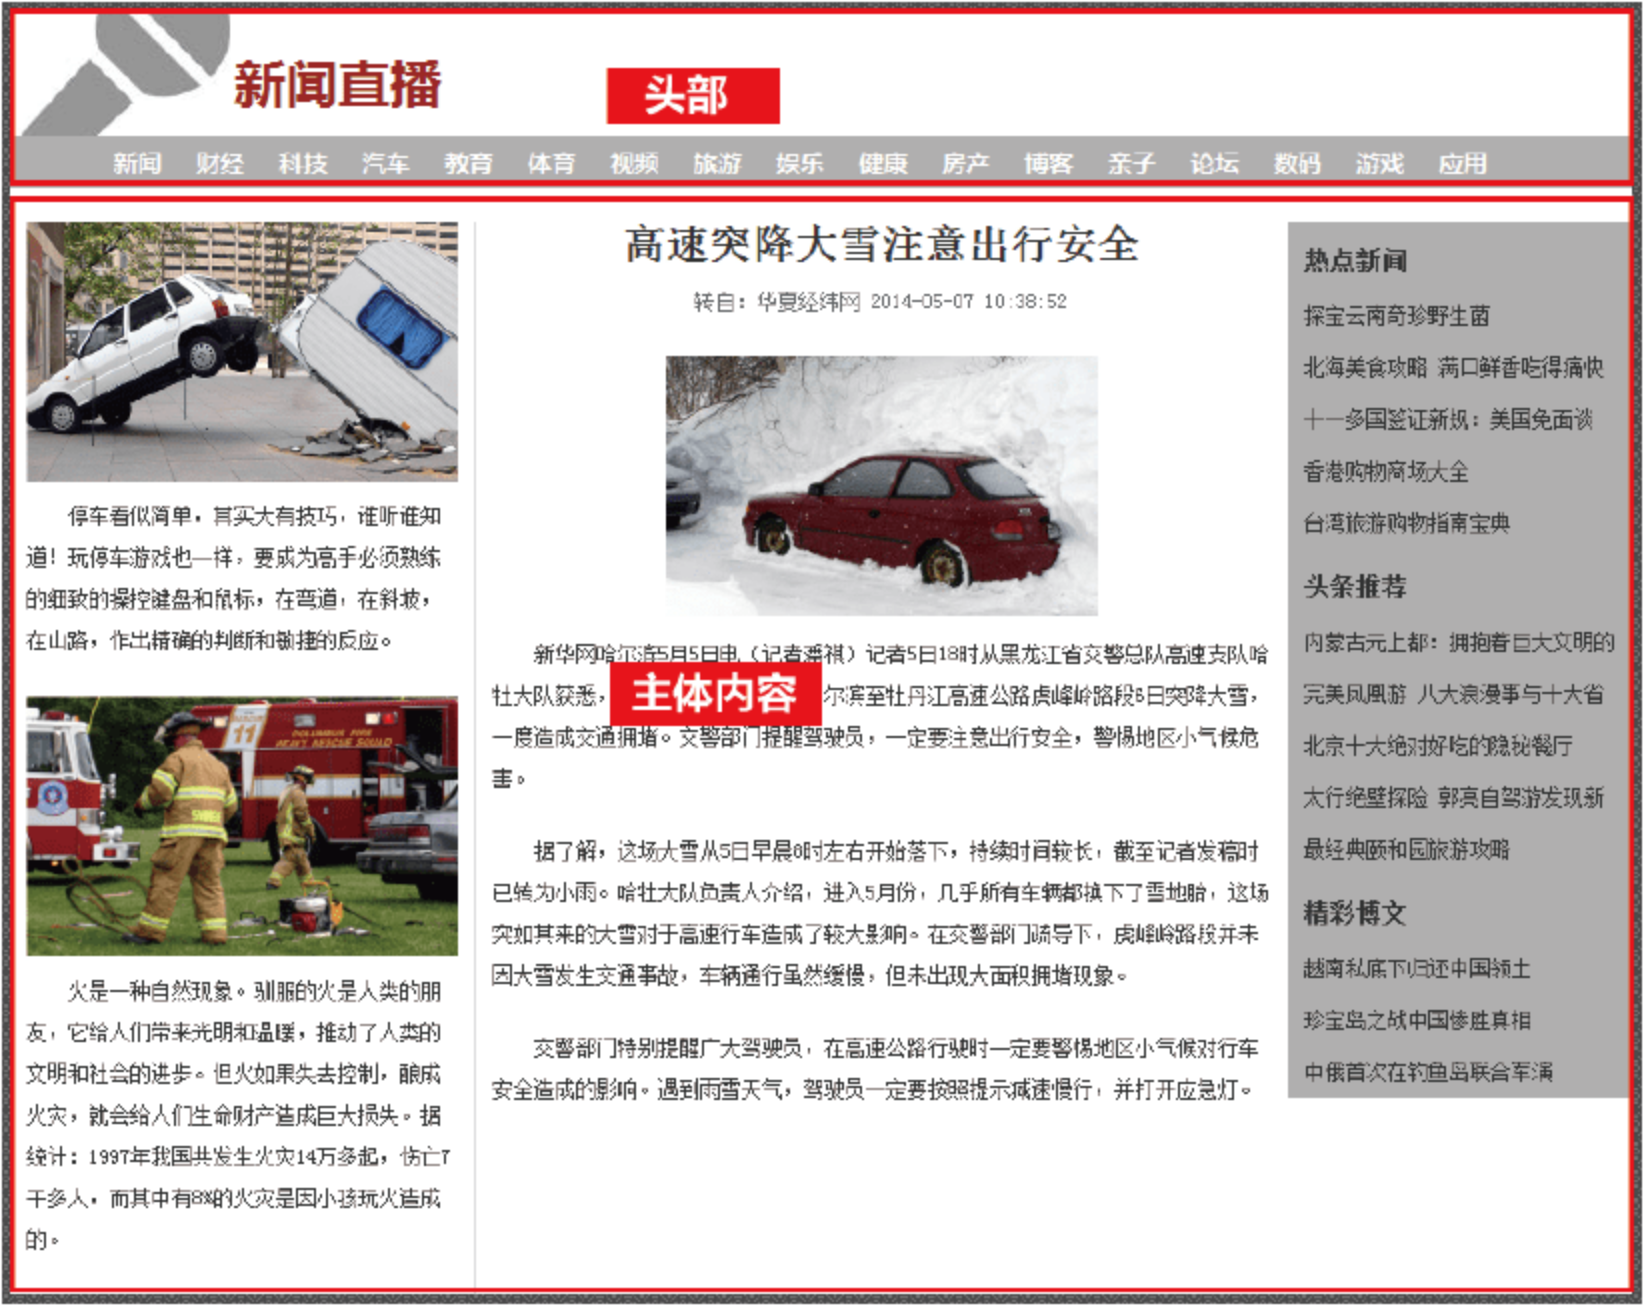 新闻直播
头部
新闻 财经 科技 汽车 教育 体育 视频 旅游 娱乐 健康 房产 博客 亲子 论坛 数码 游戏 应用
停车看似简单，其实大有技巧，谁听谁知
道！玩停车游戏也一样，要成为高手必须熟练
的细致的操控键盘和鼠标，在弯道，在斜坡，
在山路，作出精确的判断和敏捷的反应。
11
COLUMBUS FIRE
HEAVY RESCUE SQUAD
火是一种自然现象。驯服的火是人类的朋
友，它给人们带来光明和温暖，推动了人类的
文明和社会的进步。但火如果失去控制，酿成
火灾，就会给人们生命财产造成巨大损失。据
统计：1997年我国共发生火灾14万多起，伤亡7
千多人，而其中有8%的火灾是因小孩玩火造成
的。
高速突降大雪注意出行安全
转自：华夏经纬网 2014-05-07 10:38:52
新华网哈尔滨5月5日电（记者潘祺）记者5日18时从黑龙江省交警总队高速支队哈
牡大队获悉，
主体内容
尔滨至牡丹江高速公路虎峰岭路段5日突降大雪，
一度造成交通拥堵。交警部门提醒驾驶员，一定要注意出行安全，警惕地区小气候危
害。
据了解，这场大雪从5日早晨6时左右开始落下，持续时间较长，截至记者发稿时
已转为小雨。哈牡大队负责人介绍，进入5月份，几乎所有车辆都换下了雪地胎，这场
突如其来的大雪对于高速行车造成了较大影响。在交警部门疏导下，虎峰岭路段并未
因大雪发生交通事故，车辆通行虽然缓慢，但未出现大面积拥堵现象。
交警部门特别提醒广大驾驶员，在高速公路行驶时一定要警惕地区小气候对行车
安全造成的影响。遇到雨雪天气，驾驶员一定要按照提示减速慢行，并打开应急灯。
热点新闻
探宝云南奇珍野生菌
北海美食攻略 满口鲜香吃得痛快
十一多国签证新规：美国免面谈
香港购物商场大全
台湾旅游购物指南宝典
头条推荐
内蒙古元上都：拥抱着巨大文明的
完美凤凰游 八大浪漫事与十大省
北京十大绝对好吃的隐秘餐厅
太行绝壁探险 郭亮自驾游发现新
最经典颐和园旅游攻略
精彩博文
越南私底下归还中国领土
珍宝岛之战中国惨胜真相
中俄首次在钓鱼岛联合军演